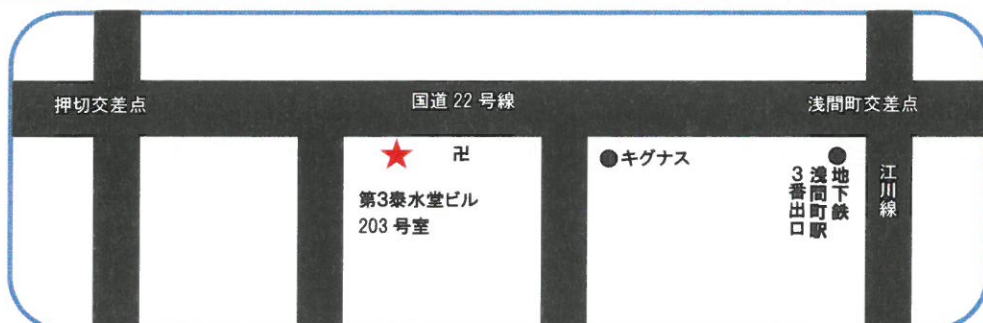 押切交差点
国道22号線
浅間町交差点
卍
キグナス
第3泰水堂ビル
203号室
地下鉄
浅間町駅
3番出口
江川線